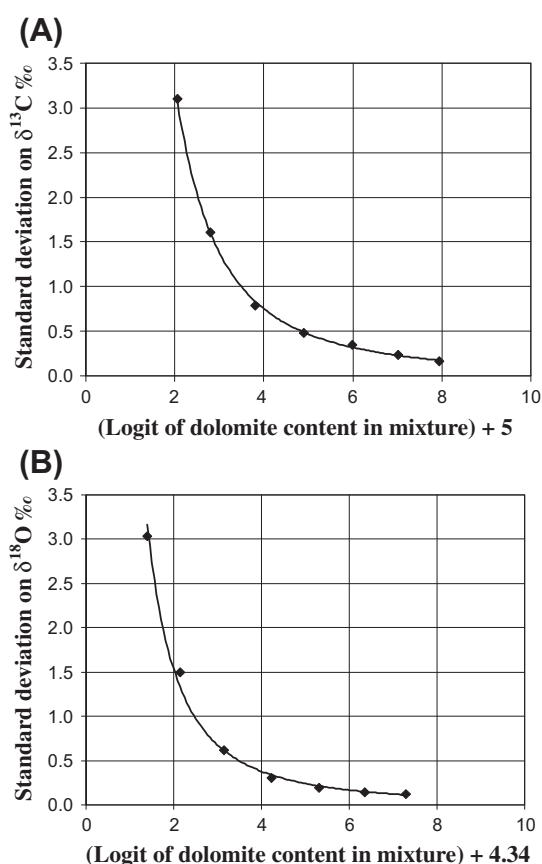 (A)
Standard deviation on δ¹³C ‰
3.5
3.0
2.5
2.0
1.5
1.0
0.5
0.0
0 2 4 6 8 10
(Logit of dolomite content in mixture) + 5
(B)
Standard deviation on δ¹⁸O ‰
3.5
3.0
2.5
2.0
1.5
1.0
0.5
0.0
0 2 4 6 8 10
(Logit of dolomite content in mixture) + 4.34